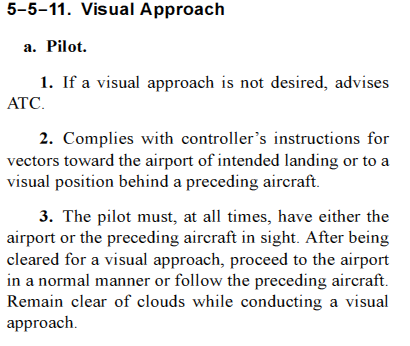 5–5–11. Visual Approach
a. Pilot.
1. If a visual approach is not desired, advises
ATC.
2. Complies with controller's instructions for
vectors toward the airport of intended landing or to a
visual position behind a preceding aircraft.
3. The pilot must, at all times, have either the
airport or the preceding aircraft in sight. After being
cleared for a visual approach, proceed to the airport
in a normal manner or follow the preceding aircraft.
Remain clear of clouds while conducting a visual
approach.